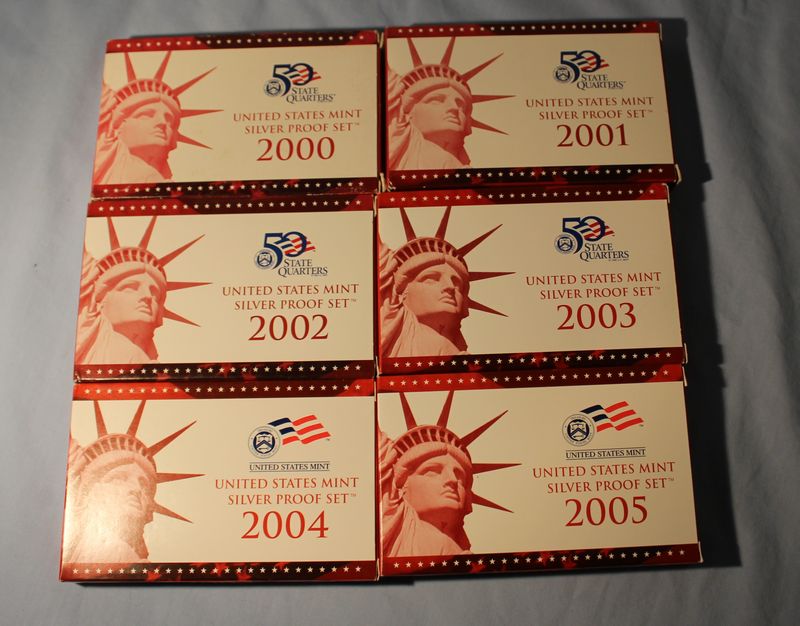 50
STATE
QUARTERS™
UNITED STATES MINT
SILVER PROOF SET™
2000
50
STATE
QUARTERS™
UNITED STATES MINT
SILVER PROOF SET™
2001
50
STATE
QUARTERS
UNITED STATES MINT
SILVER PROOF SET™
2002
50
STATE
QUARTERS
UNITED STATES MINT
SILVER PROOF SET™
2003
UNITED STATES MINT
UNITED STATES MINT
SILVER PROOF SET™
2004
UNITED STATES MINT
UNITED STATES MINT
SILVER PROOF SET™
2005